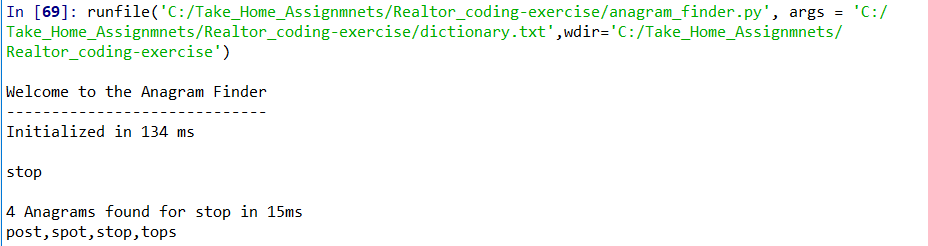 In [69]: runfile('C:/Take_Home_Assignmnets/Realtor_coding-exercise/anagram_finder.py', args = 'C:/
Take_Home_Assignmnets/Realtor_coding-exercise/dictionary.txt',wdir='C:/Take_Home_Assignmnets/
Realtor_coding-exercise')
Welcome to the Anagram Finder
-----------------------------
Initialized in 134 ms
stop
4 Anagrams found for stop in 15ms
post,spot,stop,tops